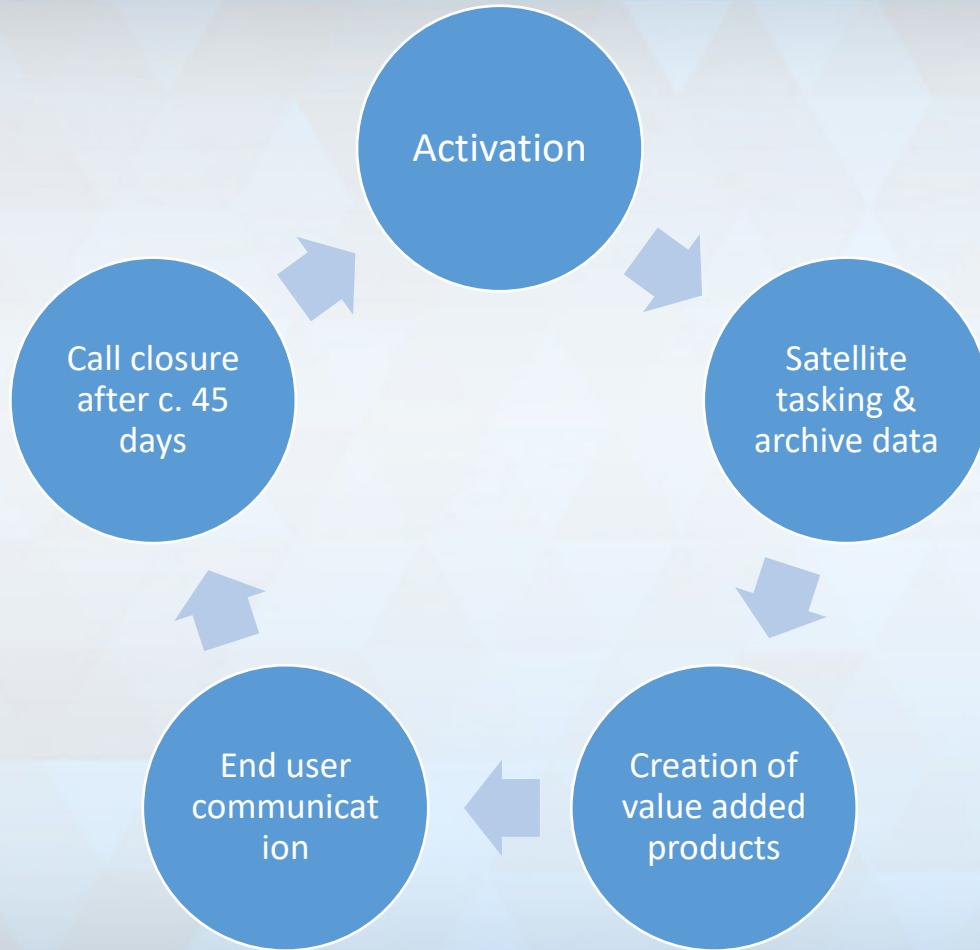 Activation
Satellite
tasking &
archive data
Creation of
value added
products
End user
communicat
ion
Call closure
after c. 45
days